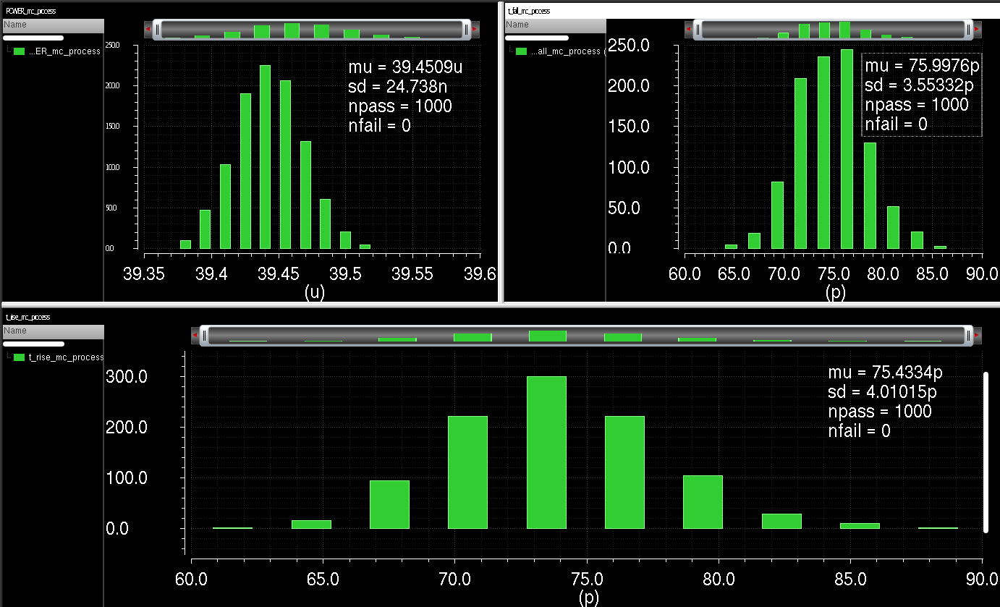 POWER_mc_process
Name
...ER_mc_process
2500
2000
1500
1000
500
0.0
mu = 39.4509u
sd = 24.738n
npass = 1000
nfail = 0
39.35 39.4 39.45 39.5 39.55 39.6
(u)
t_fall_mc_process
Name
...all_mc_process (
250.0
200.0
150.0
100.0
50.0
0.0
mu = 75.9976p
sd = 3.55332p
npass = 1000
nfail = 0
60.0 65.0 70.0 75.0 80.0 85.0 90.0
(p)
t_rise_mc_process
Name
t_rise_mc_process
300.0
200.0
100.0
0.0
mu = 75.4334p
sd = 4.01015p
npass = 1000
nfail = 0
60.0 65.0 70.0 75.0 80.0 85.0 90.0
(p)